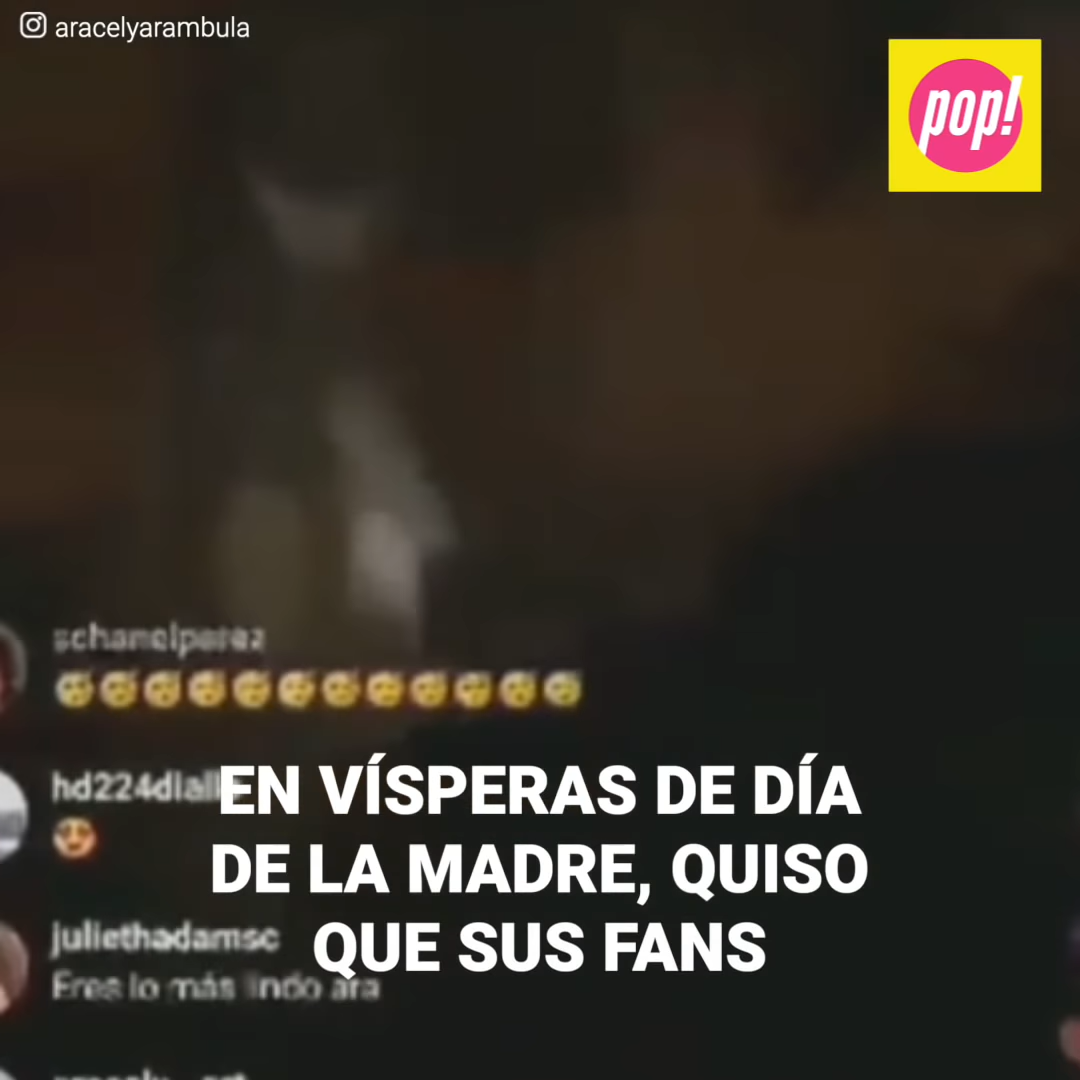 aracelyarambula
pop!
schanelperez
EN VÍSPERAS DE DÍA
DE LA MADRE, QUISO
QUE SUS FANS
juliethadamsc
Eres lo más lindo ara